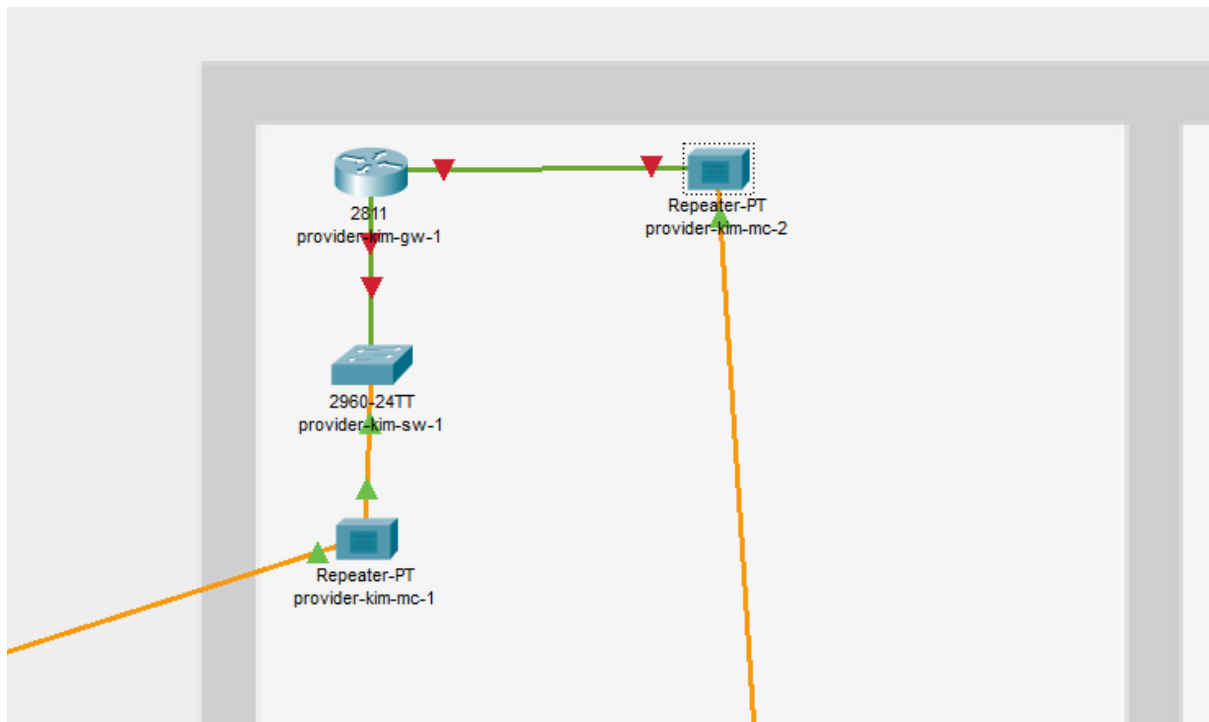 2811
provider-kim-gw-1
Repeater-PT
provider-kim-mc-2
2960-24TT
provider-kim-sw-1
Repeater-PT
provider-kim-mc-1